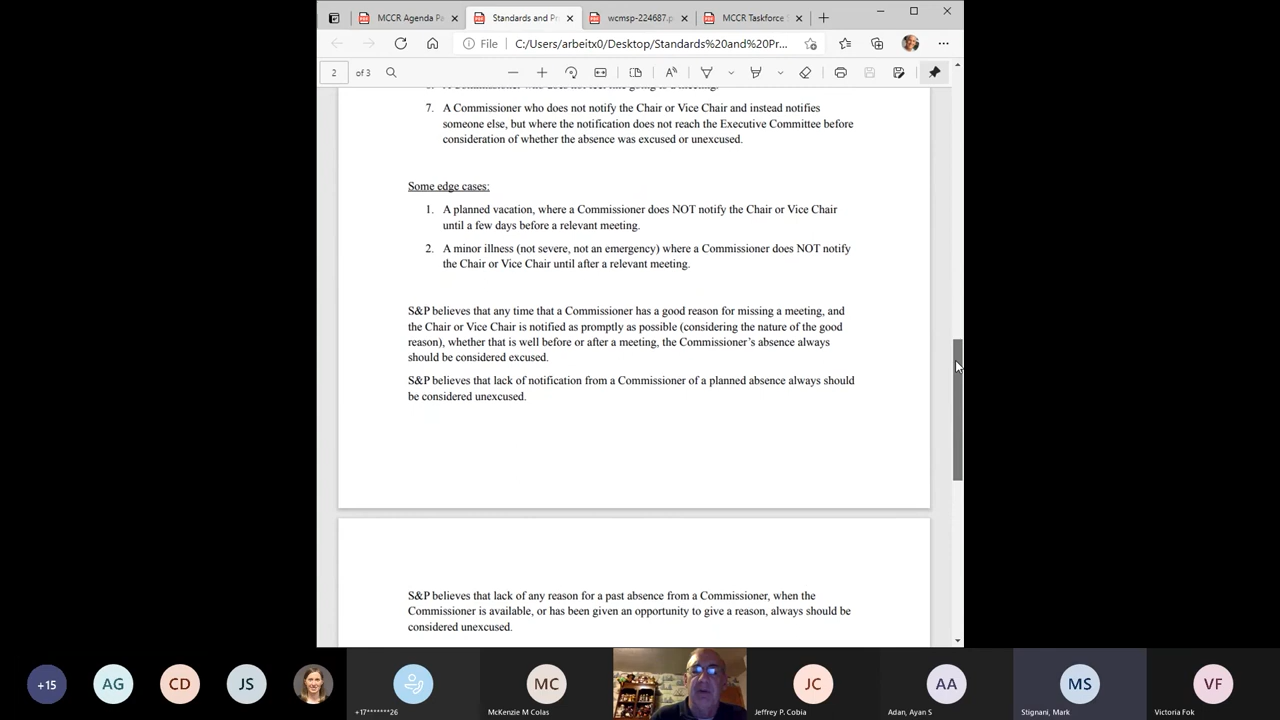 MCCR Agenda Pa
Standards and Pr
wcmsp-224687.p
MCCR Taskforce
File
C:/Users/arbeitx0/Desktop/Standards%20and%20Pr...
2 of 3
7. A Commissioner who does not notify the Chair or Vice Chair and instead notifies
someone else, but where the notification does not reach the Executive Committee before
consideration of whether the absence was excused or unexcused.
Some edge cases:
1. A planned vacation, where a Commissioner does NOT notify the Chair or Vice Chair
until a few days before a relevant meeting.
2. A minor illness (not severe, not an emergency) where a Commissioner does NOT notify
the Chair or Vice Chair until after a relevant meeting.
S&P believes that any time that a Commissioner has a good reason for missing a meeting, and
the Chair or Vice Chair is notified as promptly as possible (considering the nature of the good
reason), whether that is well before or after a meeting, the Commissioner's absence always
should be considered excused.
S&P believes that lack of notification from a Commissioner of a planned absence always should
be considered unexcused.
S&P believes that lack of any reason for a past absence from a Commissioner, when the
Commissioner is available, or has been given an opportunity to give a reason, always should be
considered unexcused.
+15
AG
CD
JS
MC
JC
AA
MS
VF
+17*******26
McKenzie M Colas
Jeffrey P. Cobia
Adan, Ayan S
Stignani, Mark
Victoria Fok